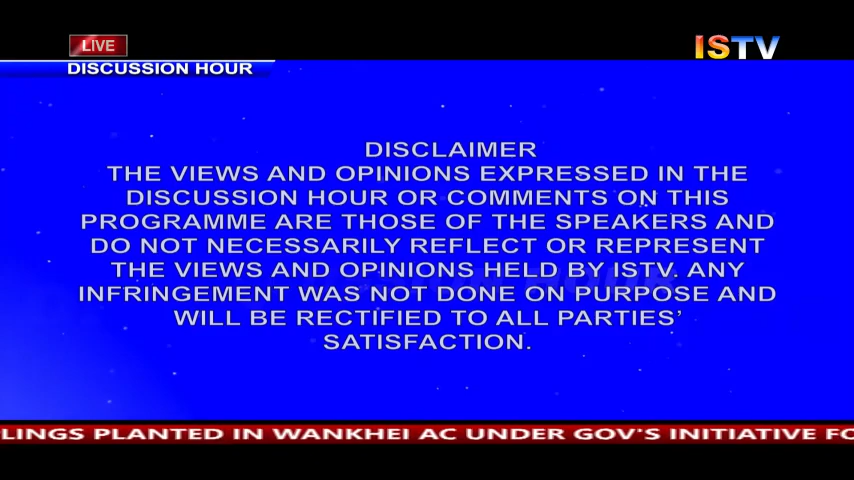 LIVE
ISTV
DISCUSSION HOUR
DISCLAIMER
THE VIEWS AND OPINIONS EXPRESSED IN THE
DISCUSSION HOUR OR COMMENTS ON THIS
PROGRAMME ARE THOSE OF THE SPEAKERS AND
DO NOT NECESSARILY REFLECT OR REPRESENT
THE VIEWS AND OPINIONS HELD BY ISTV. ANY
INFRINGEMENT WAS NOT DONE ON PURPOSE AND
WILL BE RECTIFIED TO ALL PARTIES’
SATISFACTION.
LINGS PLANTED IN WANKHEI AC UNDER GOV'S INITIATIVE FO